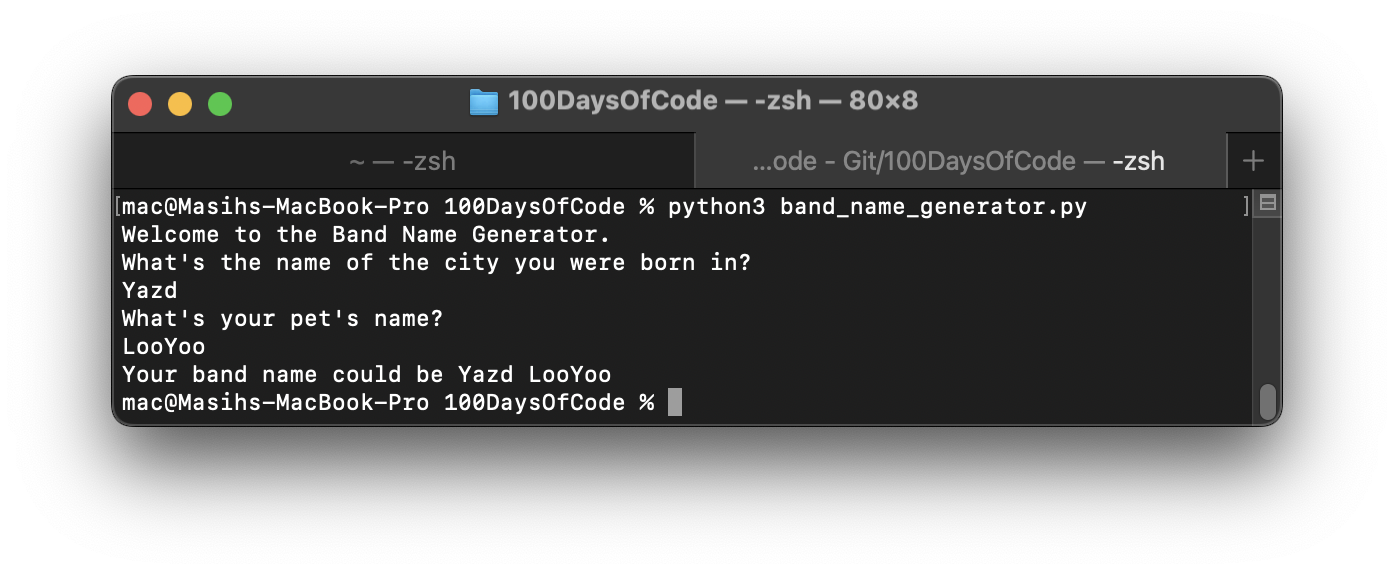 100DaysOfCode — -zsh — 80×8
~ — -zsh
...ode - Git/100DaysOfCode — -zsh
+
[mac@Masihs-MacBook-Pro 100DaysOfCode % python3 band_name_generator.py ]
Welcome to the Band Name Generator.
What's the name of the city you were born in?
Yazd
What's your pet's name?
LooYoo
Your band name could be Yazd LooYoo
mac@Masihs-MacBook-Pro 100DaysOfCode %